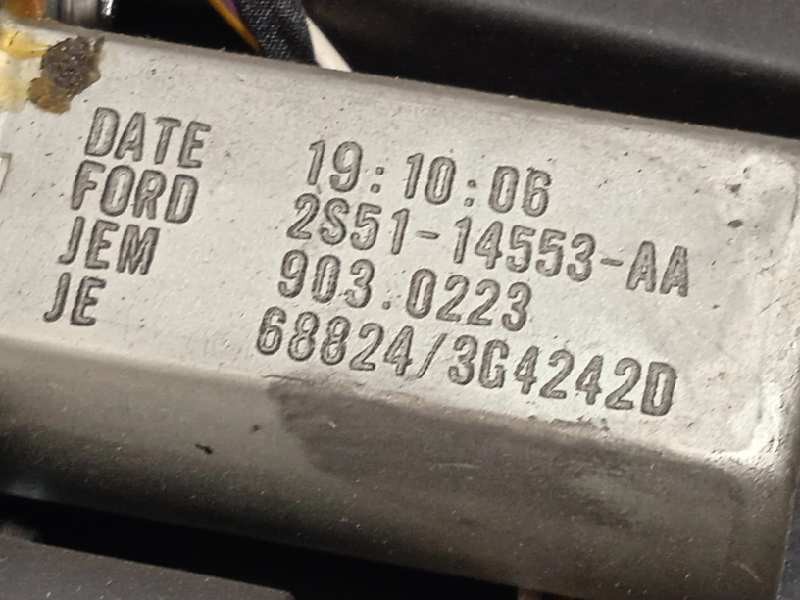 DATE 19:10:06
FORD 2S51-14553-AA
JEM 903.0223
JE 68824/3G4242D